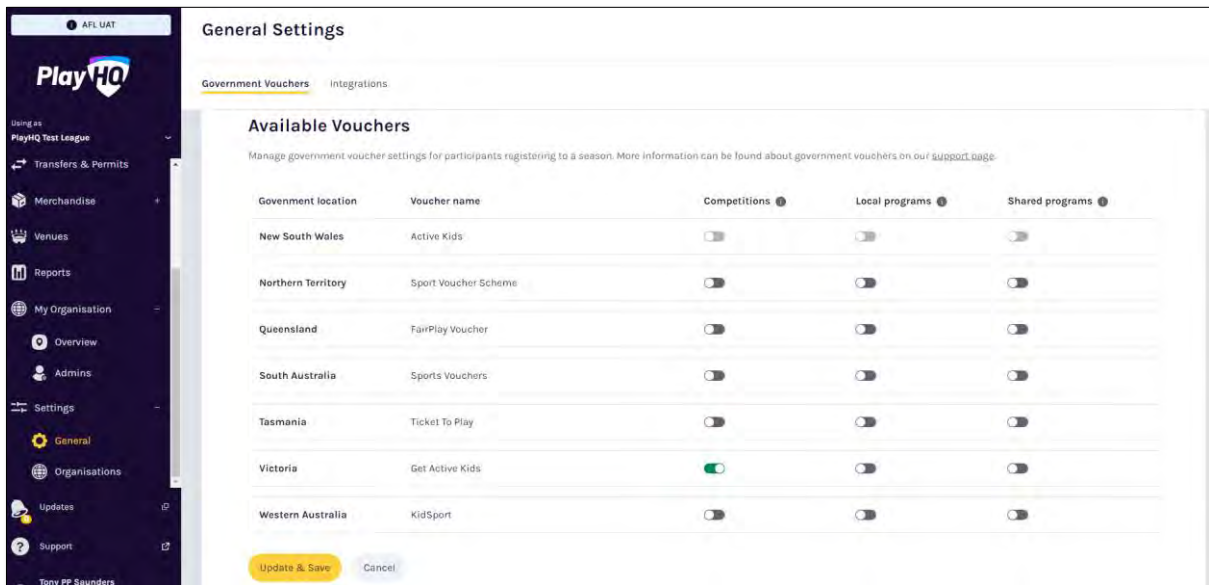 AFL UAT
PlayHQ
Using as
PlayHQ Test League
Transfers & Permits
Merchandise +
Venues
Reports
My Organisation −
Overview
Admins
Settings −
General
Organisations
Updates
Support
Tony PP Saunders
General Settings
Government Vouchers Integrations
Available Vouchers
Manage government voucher settings for participants registering to a season. More information can be found about government vouchers on our support page.
Govenment location Voucher name Competitions Local programs Shared programs
New South Wales Active Kids
Northern Territory Sport Voucher Scheme
Queensland FairPlay Voucher
South Australia Sports Vouchers
Tasmania Ticket To Play
Victoria Get Active Kids
Western Australia KidSport
Update & Save Cancel